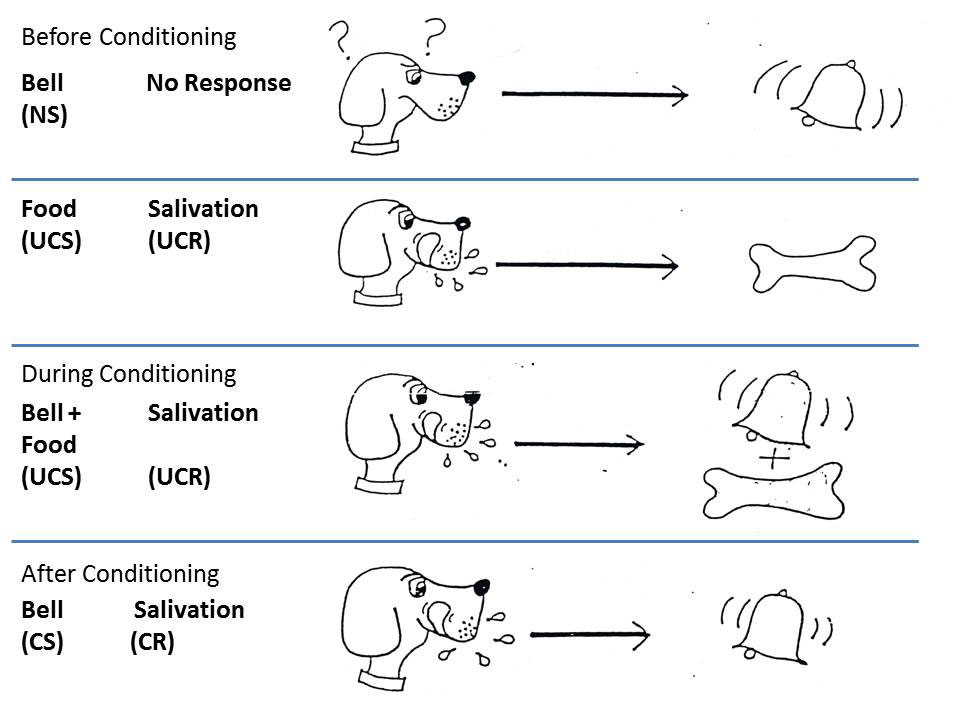 Before Conditioning
? ?
Bell No Response
(NS)
Food Salivation
(UCS) (UCR)
During Conditioning
Bell + Salivation
Food
(UCS) (UCR)
+
After Conditioning
Bell Salivation
(CS) (CR)